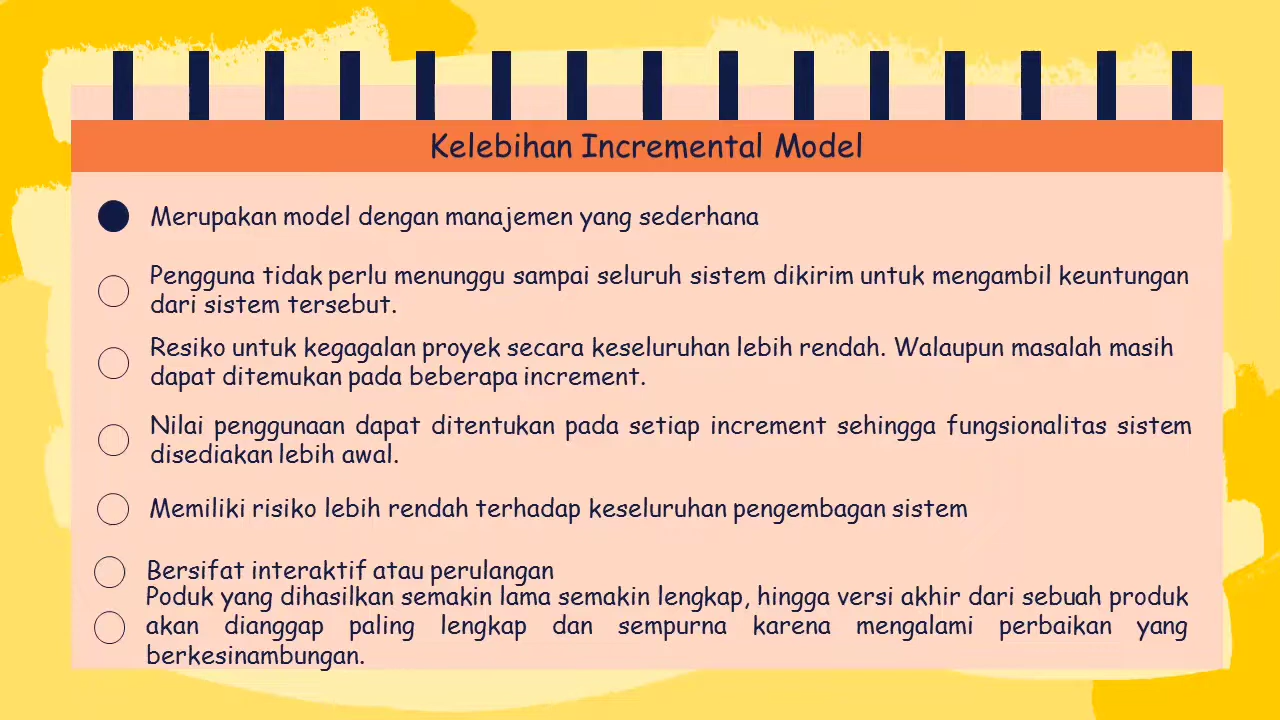 Kelebihan Incremental Model
Merupakan model dengan manajemen yang sederhana
Pengguna tidak perlu menunggu sampai seluruh sistem dikirim untuk mengambil keuntungan
dari sistem tersebut.
Resiko untuk kegagalan proyek secara keseluruhan lebih rendah. Walaupun masalah masih
dapat ditemukan pada beberapa increment.
Nilai penggunaan dapat ditentukan pada setiap increment sehingga fungsionalitas sistem
disediakan lebih awal.
Memiliki risiko lebih rendah terhadap keseluruhan pengembagan sistem
Bersifat interaktif atau perulangan
Poduk yang dihasilkan semakin lama semakin lengkap, hingga versi akhir dari sebuah produk
akan dianggap paling lengkap dan sempurna karena mengalami perbaikan yang
berkesinambungan.